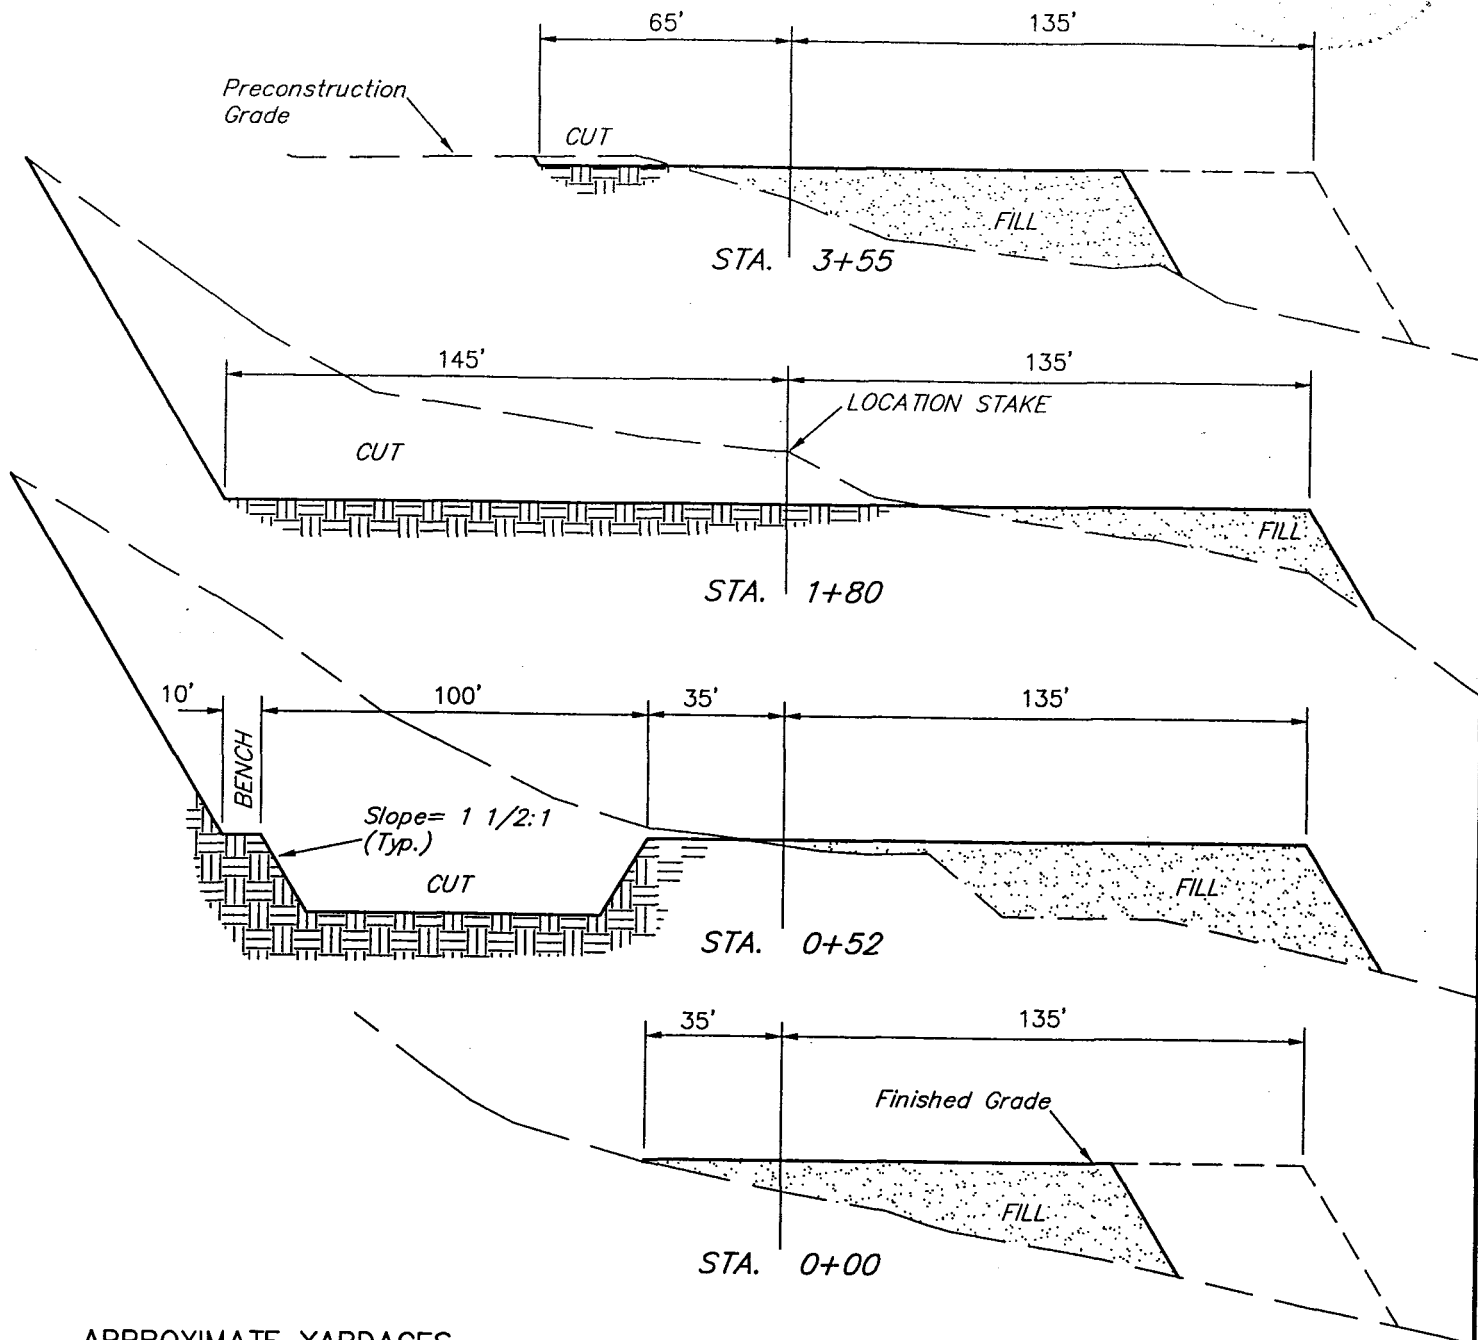 65' 135'
Preconstruction
Grade
CUT
FILL
STA. 3+55
145' 135'
LOCATION STAKE
CUT
FILL
STA. 1+80
10' 100' 35' 135'
BENCH
Slope= 1 1/2:1
(Typ.)
CUT
FILL
STA. 0+52
35' 135'
Finished Grade
FILL
STA. 0+00
APPROXIMATE YARDAGES